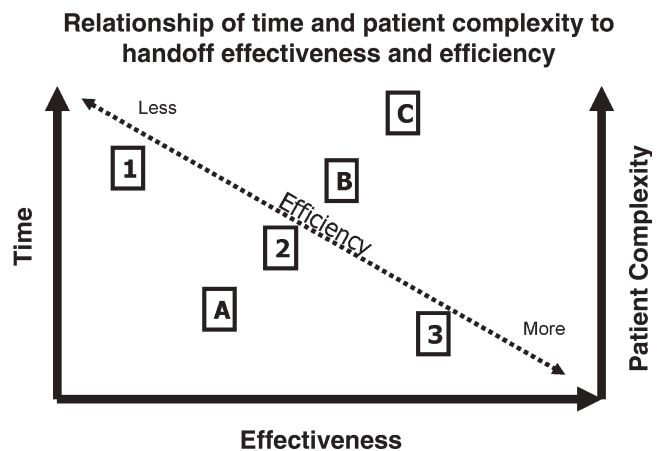 Relationship of time and patient complexity to
handoff effectiveness and efficiency
Less
C
1
B
Efficiency
2
A
3
More
Time
Patient Complexity
Effectiveness